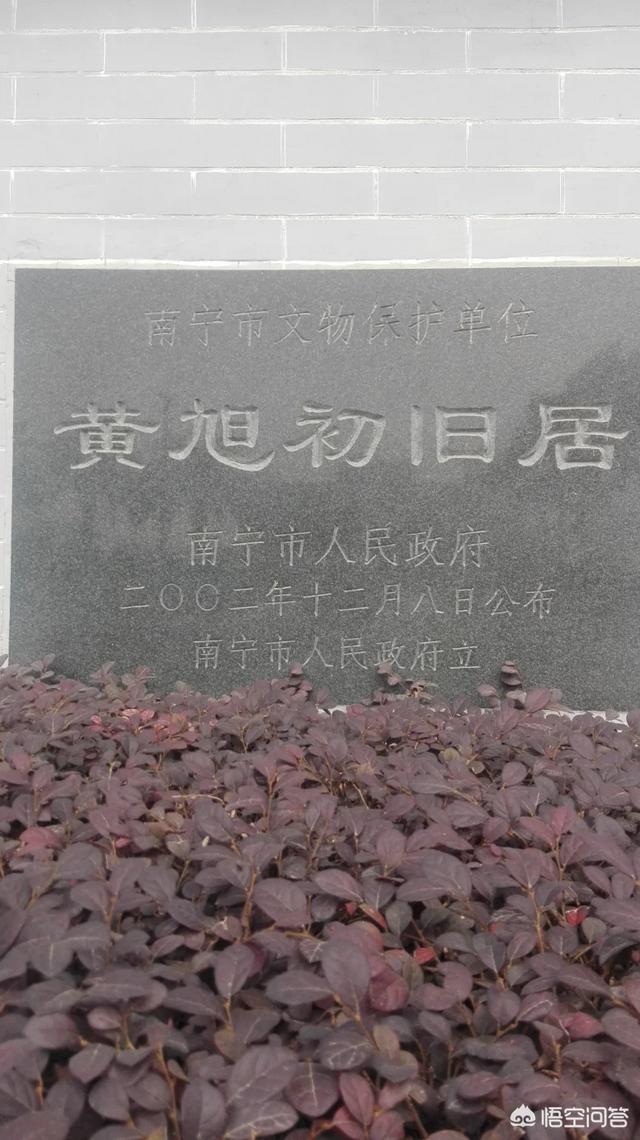 南宁市文物保护单位
黄旭初旧居
南宁市人民政府
二〇〇二年十二月八日公布
南宁市人民政府立
悟空问答